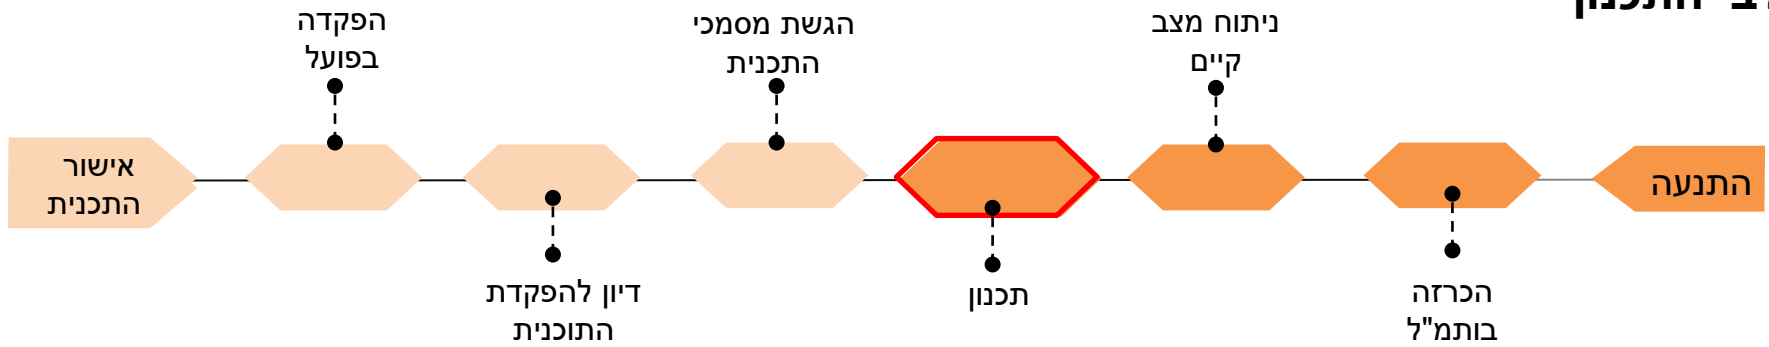 התנעה
הכרזה
בותמ"ל
ניתוח מצב
קיים
תכנון
הגשת מסמכי
התכנית
דיון להפקדת
התוכנית
הפקדה
בפועל
אישור
התכנית